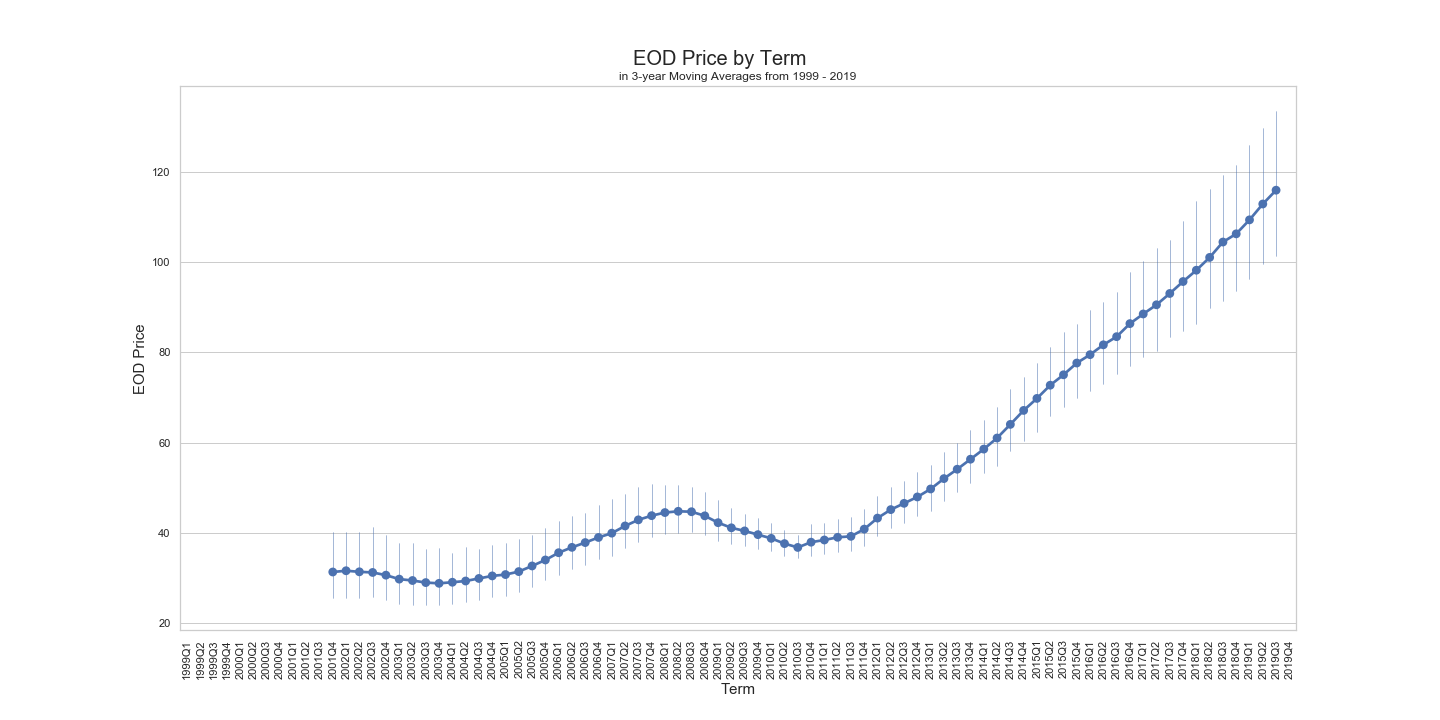 EOD Price by Term
in 3-year Moving Averages from 1999 - 2019
EOD Price
120
100
80
60
40
20
1999Q1
1999Q2
1999Q3
1999Q4
2000Q1
2000Q2
2000Q3
2000Q4
2001Q1
2001Q2
2001Q3
2001Q4
2002Q1
2002Q2
2002Q3
2002Q4
2003Q1
2003Q2
2003Q3
2003Q4
2004Q1
2004Q2
2004Q3
2004Q4
2005Q1
2005Q2
2005Q3
2005Q4
2006Q1
2006Q2
2006Q3
2006Q4
2007Q1
2007Q2
2007Q3
2007Q4
2008Q1
2008Q2
2008Q3
2008Q4
2009Q1
2009Q2
2009Q3
2009Q4
2010Q1
2010Q2
2010Q3
2010Q4
2011Q1
2011Q2
2011Q3
2011Q4
2012Q1
2012Q2
2012Q3
2012Q4
2013Q1
2013Q2
2013Q3
2013Q4
2014Q1
2014Q2
2014Q3
2014Q4
2015Q1
2015Q2
2015Q3
2015Q4
2016Q1
2016Q2
2016Q3
2016Q4
2017Q1
2017Q2
2017Q3
2017Q4
2018Q1
2018Q2
2018Q3
2018Q4
2019Q1
2019Q2
2019Q3
2019Q4
Term